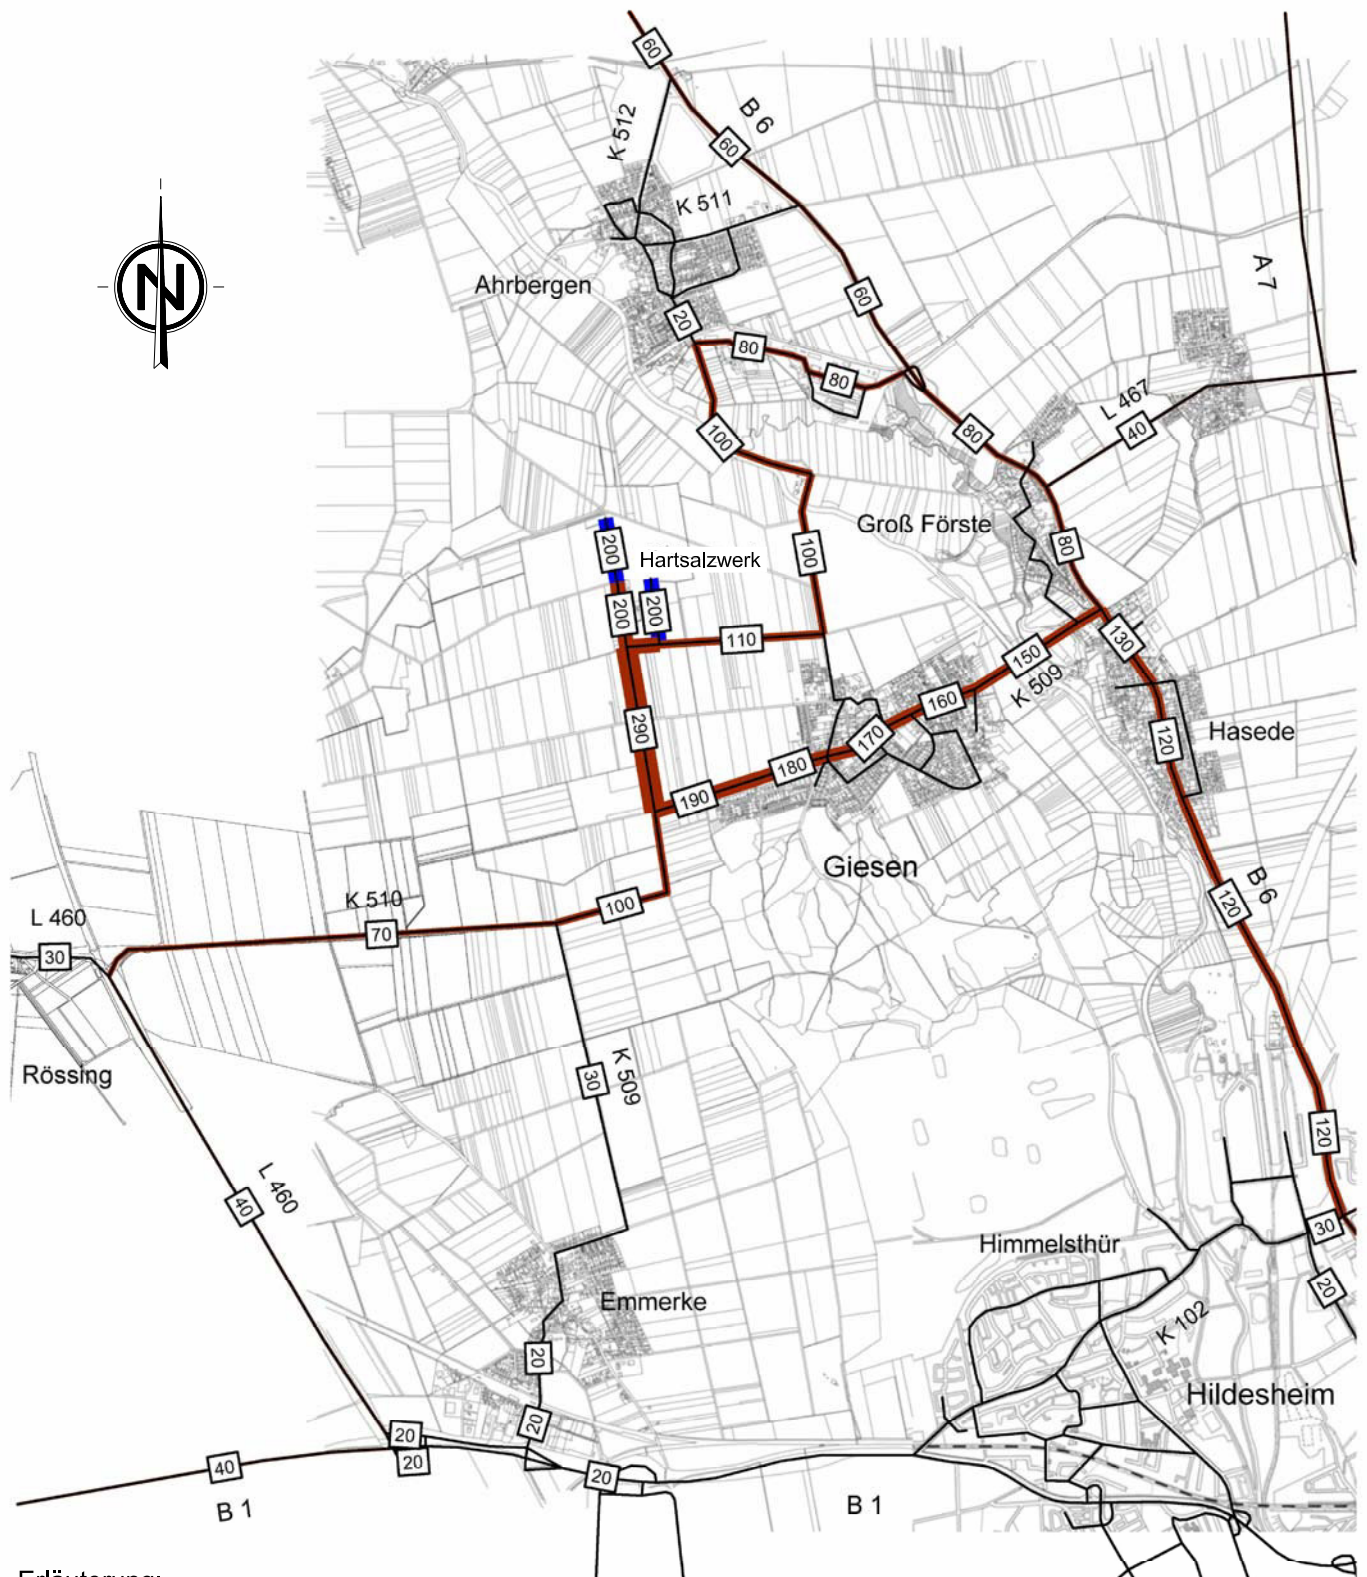 60
B 6
K 512
60
K 511
A 7
Ahrbergen
60
20
80
80
L 467
40
80
100
Groß Förste
200
Hartsalzwerk
100
80
200
200
110
130
150
K 509
160
290
170
120
Hasede
180
190
Giesen
B 6
120
K 510
100
L 460
70
30
K 509
Rössing
30
120
L 460
40
30
Himmelsthür
20
Emmerke
K 102
20
Hildesheim
20
20
40
20
20
B 1
B 1
N